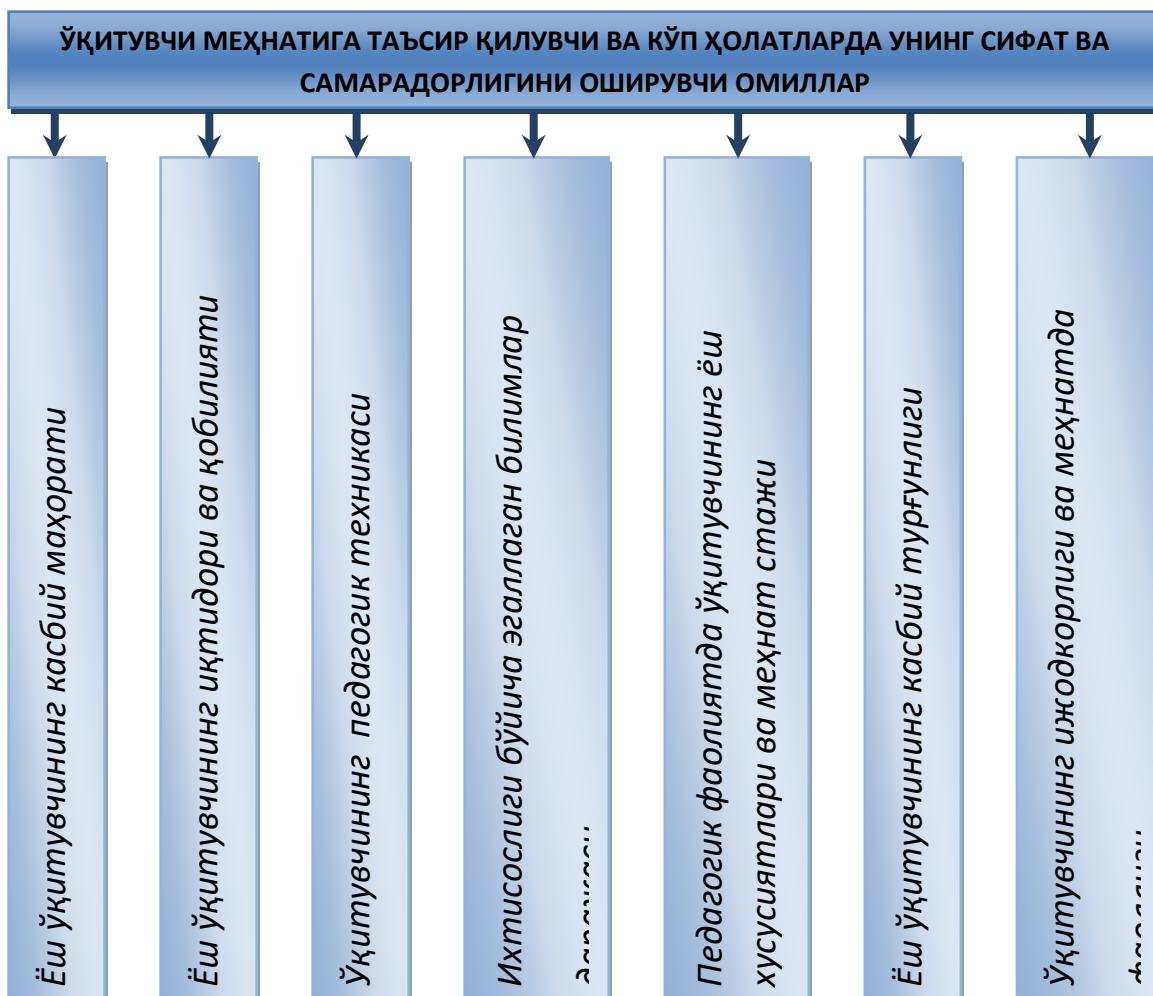 ЎҚИТУВЧИ МЕҲНАТИГА ТАЪСИР ҚИЛУВЧИ ВА КЎП ҲОЛАТЛАРДА УНИНГ СИФАТ ВА
САМАРАДОРЛИГИНИ ОШИРУВЧИ ОМИЛЛАР
Ёш ўқитувчининг касбий маҳорати
Ёш ўқитувчининг иқтидори ва қобилияти
Ўқитувчининг педагогик техникаси
Ихтисослиги бўйича эгаллаган билимлар
даражаси
Педагогик фаолиятда ўқитувчининг ёш
хусусиятлари ва меҳнат стажи
Ёш ўқитувчининг касбий турғунлиги
Ўқитувчининг ижодкорлиги ва меҳнатда